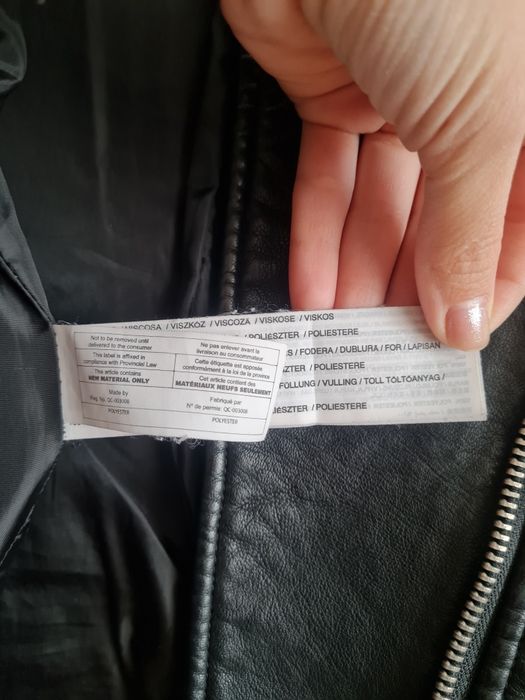 VISCOSA / VISZKÓZ / VISCOZA / VISKOSE / VISKOS
POLIÉSZTER / POLIESTERE
/ FODERA / DUBLURA / FOR / LAPISAN
POLIÉSZTER / POLIESTERE
/ VULLING / TOLL TOLTOANYAG /
/ POLIESTERE
Not to be removed until
delivered to the consumer
Ne pas enlever avant la
livraison au consommateur
This label is affixed in
compliance with Provincial Law
Cette étiquette est apposée
conformément à la loi de la province
This article contains
NEW MATERIAL ONLY
Cet article contient des
MATÉRIAUX NEUFS SEULEMENT
Made by
Reg. No. QC-003008
Fabriqué par
N° de permis: QC-003008
POLYESTER
POLYESTER